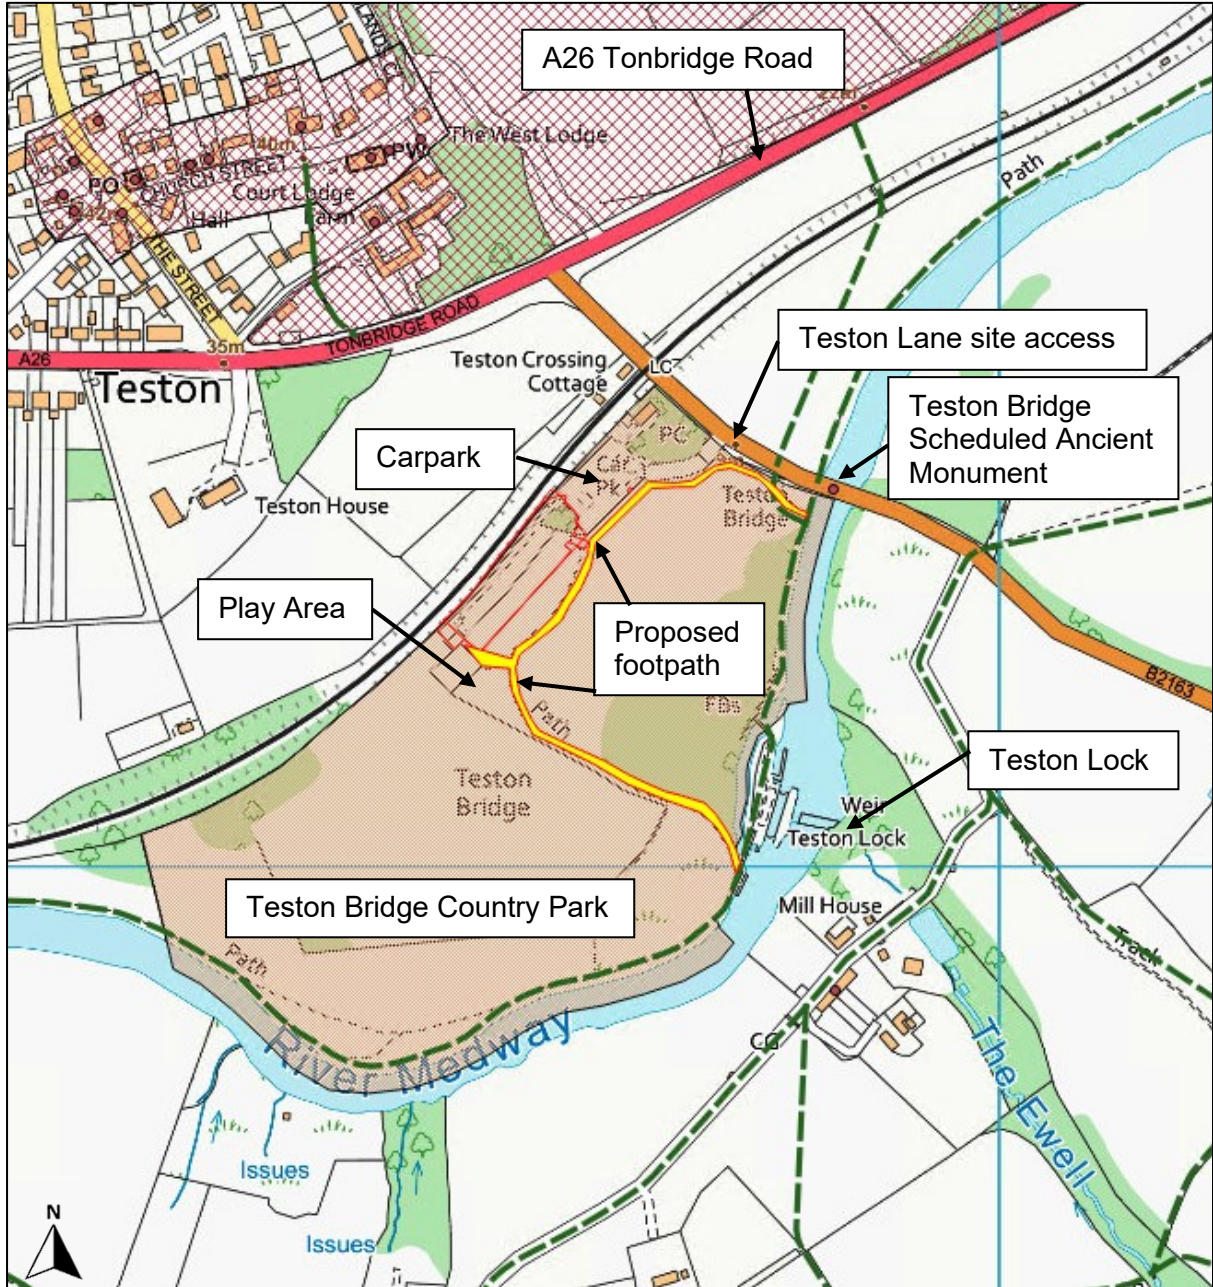 A26 Tonbridge Road
The West Lodge
40m
PW
CHURCH STREET
PO
Court Lodge
Farm
42m
Hall
THE STREET
Path
TONBRIDGE ROAD
35m
A26
Teston
Teston Crossing
Cottage
LC
Teston Lane site access
Teston Bridge
Scheduled Ancient
Monument
PC
Carpark
Car
Pk
Teston
Bridge
Teston House
Play Area
Proposed
footpath
B2163
FBs
Path
Teston
Bridge
Teston Lock
Weir
Teston Lock
Teston Bridge Country Park
Mill House
Track
Path
River Medway
CG
The Ewell
Issues
Issues
N